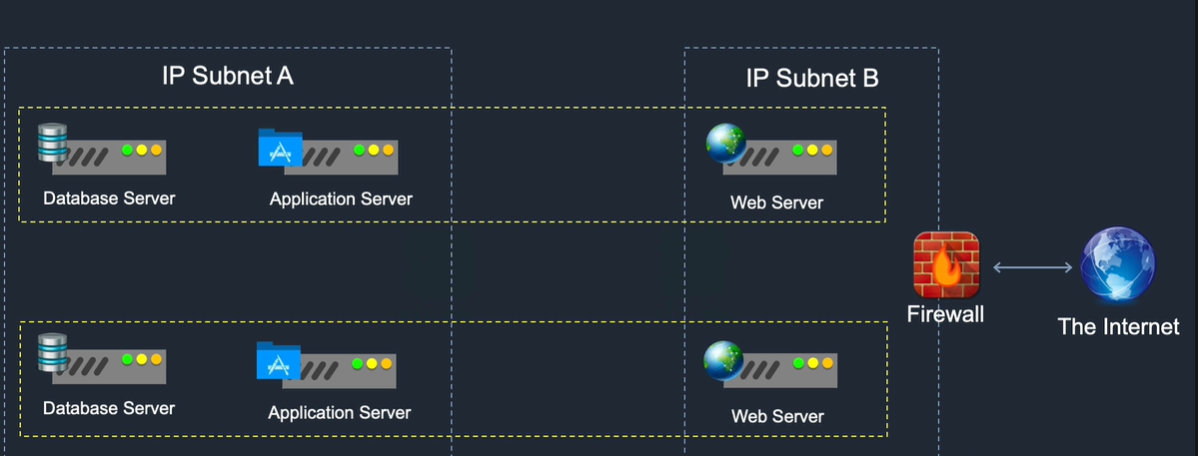 IP Subnet A
IP Subnet B
Database Server
Application Server
Web Server
Firewall
The Internet
Database Server
Application Server
Web Server